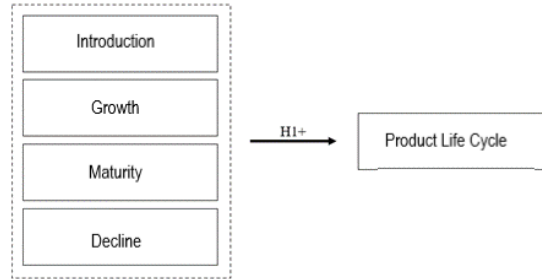 Introduction
Growth
H1+
Product Life Cycle
Maturity
Decline